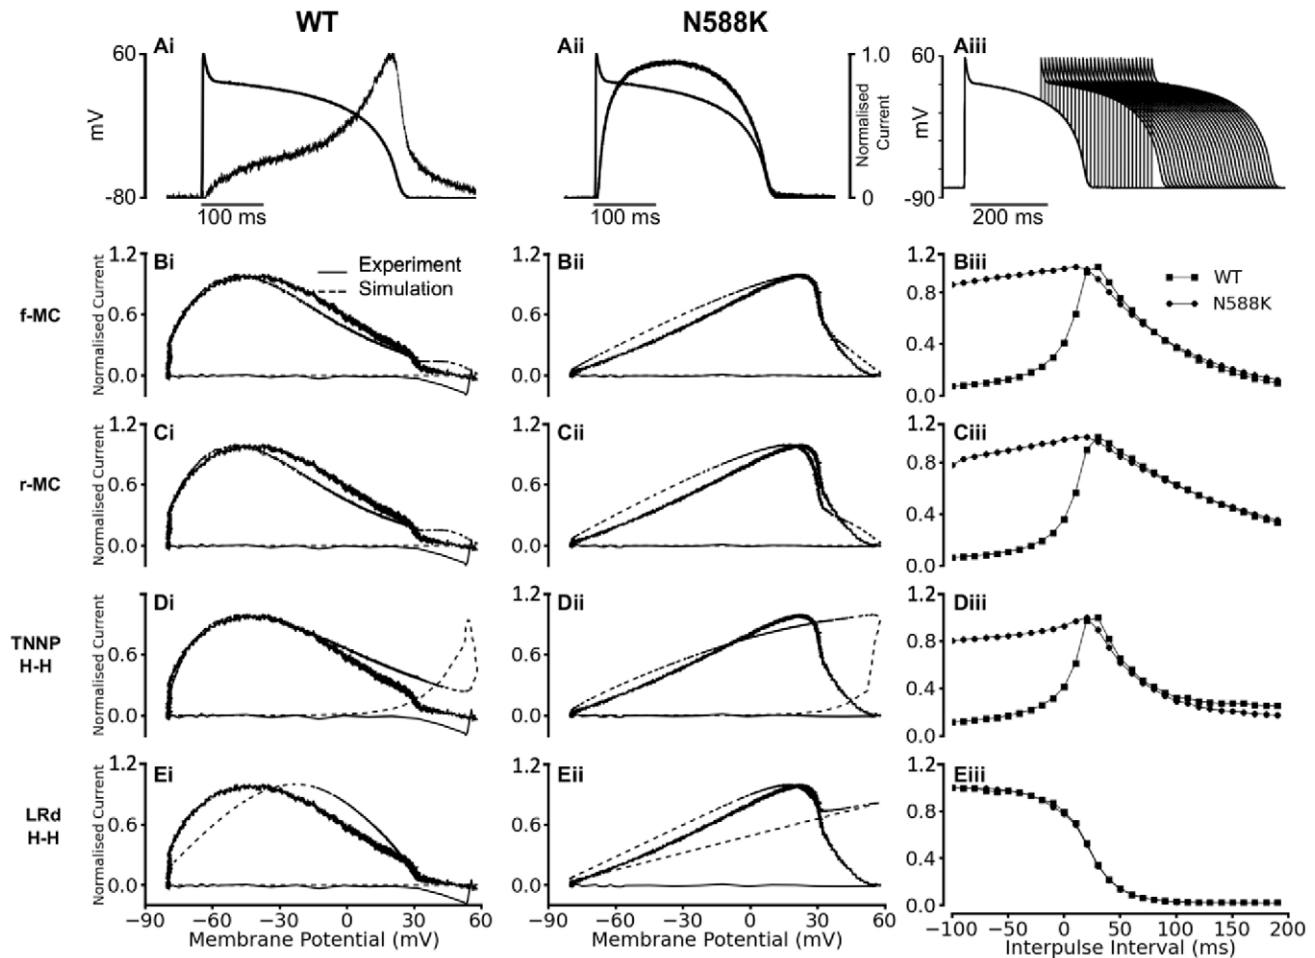 WT
N588K
Ai
60
mV
-80
100 ms
Aii
1.0
Normalised
Current
0
100 ms
Aiii
60
mV
-90
200 ms
f-MC
Normalised Current
1.2
0.6
0.0
Bi
Experiment
Simulation
1.2
0.6
0.0
Bii
1.2
0.8
0.4
0.0
Biii
WT
N588K
r-MC
Normalised Current
1.2
0.6
0.0
Ci
1.2
0.6
0.0
Cii
1.2
0.8
0.4
0.0
Ciii
TNNP
H-H
Normalised Current
1.2
0.6
0.0
Di
1.2
0.6
0.0
Dii
1.2
0.8
0.4
0.0
Diii
LRd
H-H
Normalised Current
1.2
0.6
0.0
Ei
−90 −60 −30 0 30 60
Membrane Potential (mV)
1.2
0.6
0.0
Eii
−90 −60 −30 0 30 60
Membrane Potential (mV)
1.2
0.8
0.4
0.0
Eiii
−100 −50 0 50 100 150 200
Interpulse Interval (ms)